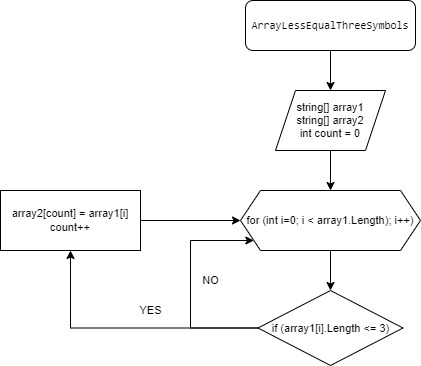 ArrayLessEqualThreeSymbols
string[] array1
string[] array2
int count = 0
array2[count] = array1[i]
count++
for (int i=0; i < array1.Length); i++)
NO
YES
if (array1[i].Length <= 3)